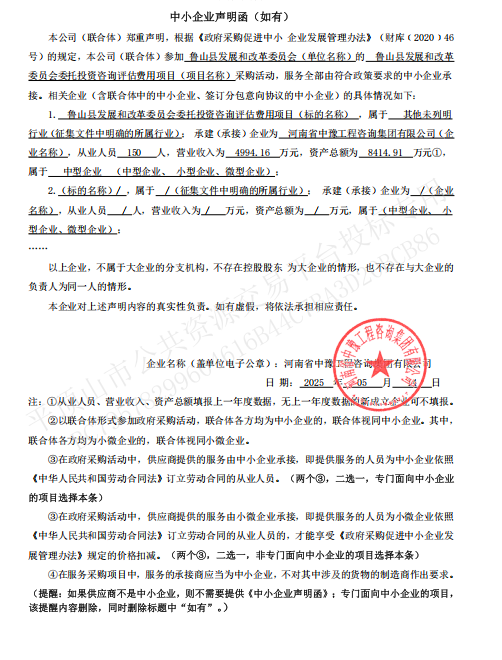 中小企业声明函（如有）
本公司（联合体）郑重声明，根据《政府采购促进中小 企业发展管理办法》（财库﹝2020﹞46
号）的规定，本公司（联合体）参加 鲁山县发展和改革委员会（单位名称）的 鲁山县发展和改革
委员会委托投资咨询评估费用项目（项目名称）采购活动，服务全部由符合政策要求的中小企业承
接。相关企业（含联合体中的中小企业、签订分包意向协议的中小企业）的具体情况如下：
1. 鲁山县发展和改革委员会委托投资咨询评估费用项目（标的名称） ，属于 其他未列明
行业（征集文件中明确的所属行业）； 承建（承接）企业为 河南省中豫工程咨询集团有限公司（企
业名称），从业人员 150 人，营业收入为 4994.16 万元，资产总额为 8414.91 万元①，
属于 中型企业 （中型企业、 小型企业、微型企业）；
2.（标的名称）/ ，属于 /（征集文件中明确的所属行业）； 承建（承接）企业为 /（企业
名称），从业人员 / 人，营业收入为 / 万元，资产总额为 / 万元，属于（中型企业、 小
型企业、微型企业）；
……
以上企业，不属于大企业的分支机构，不存在控股股东 为大企业的情形，也不存在与大企业的
负责人为同一人的情形。
本企业对上述声明内容的真实性负责。如有虚假，将依法承担相应责任。
企业名称（盖单位电子公章）：河南省中豫工程咨询集团有限公司
日 期： 2025 年 05 月 14 日
注：①从业人员、营业收入、资产总额填报上一年度数据，无上一年度数据的新成立企业可不填报。
②以联合体形式参加政府采购活动，联合体各方均为中小企业的，联合体视同中小企业。其中，
联合体各方均为小微企业的，联合体视同小微企业。
③在政府采购活动中，供应商提供的服务由中小企业承接，即提供服务的人员为中小企业依照
《中华人民共和国劳动合同法》订立劳动合同的从业人员。（两个③，二选一，专门面向中小企业
的项目选择本条）
③在政府采购活动中，供应商提供的服务由小微企业承接，即提供服务的人员为小微企业依照
《中华人民共和国劳动合同法》订立劳动合同的从业人员的，才能享受《政府采购促进中小企业发
展管理办法》规定的价格扣减。（两个③，二选一，非专门面向中小企业的项目选择本条）
④在服务采购项目中，服务的承接商应当为中小企业，不对其中涉及的货物的制造商作出要求。
（提醒：如果供应商不是中小企业，则不需要提供《中小企业声明函》；专门面向中小企业的项目，
该提醒内容删除，同时删除标题中“如有”。）